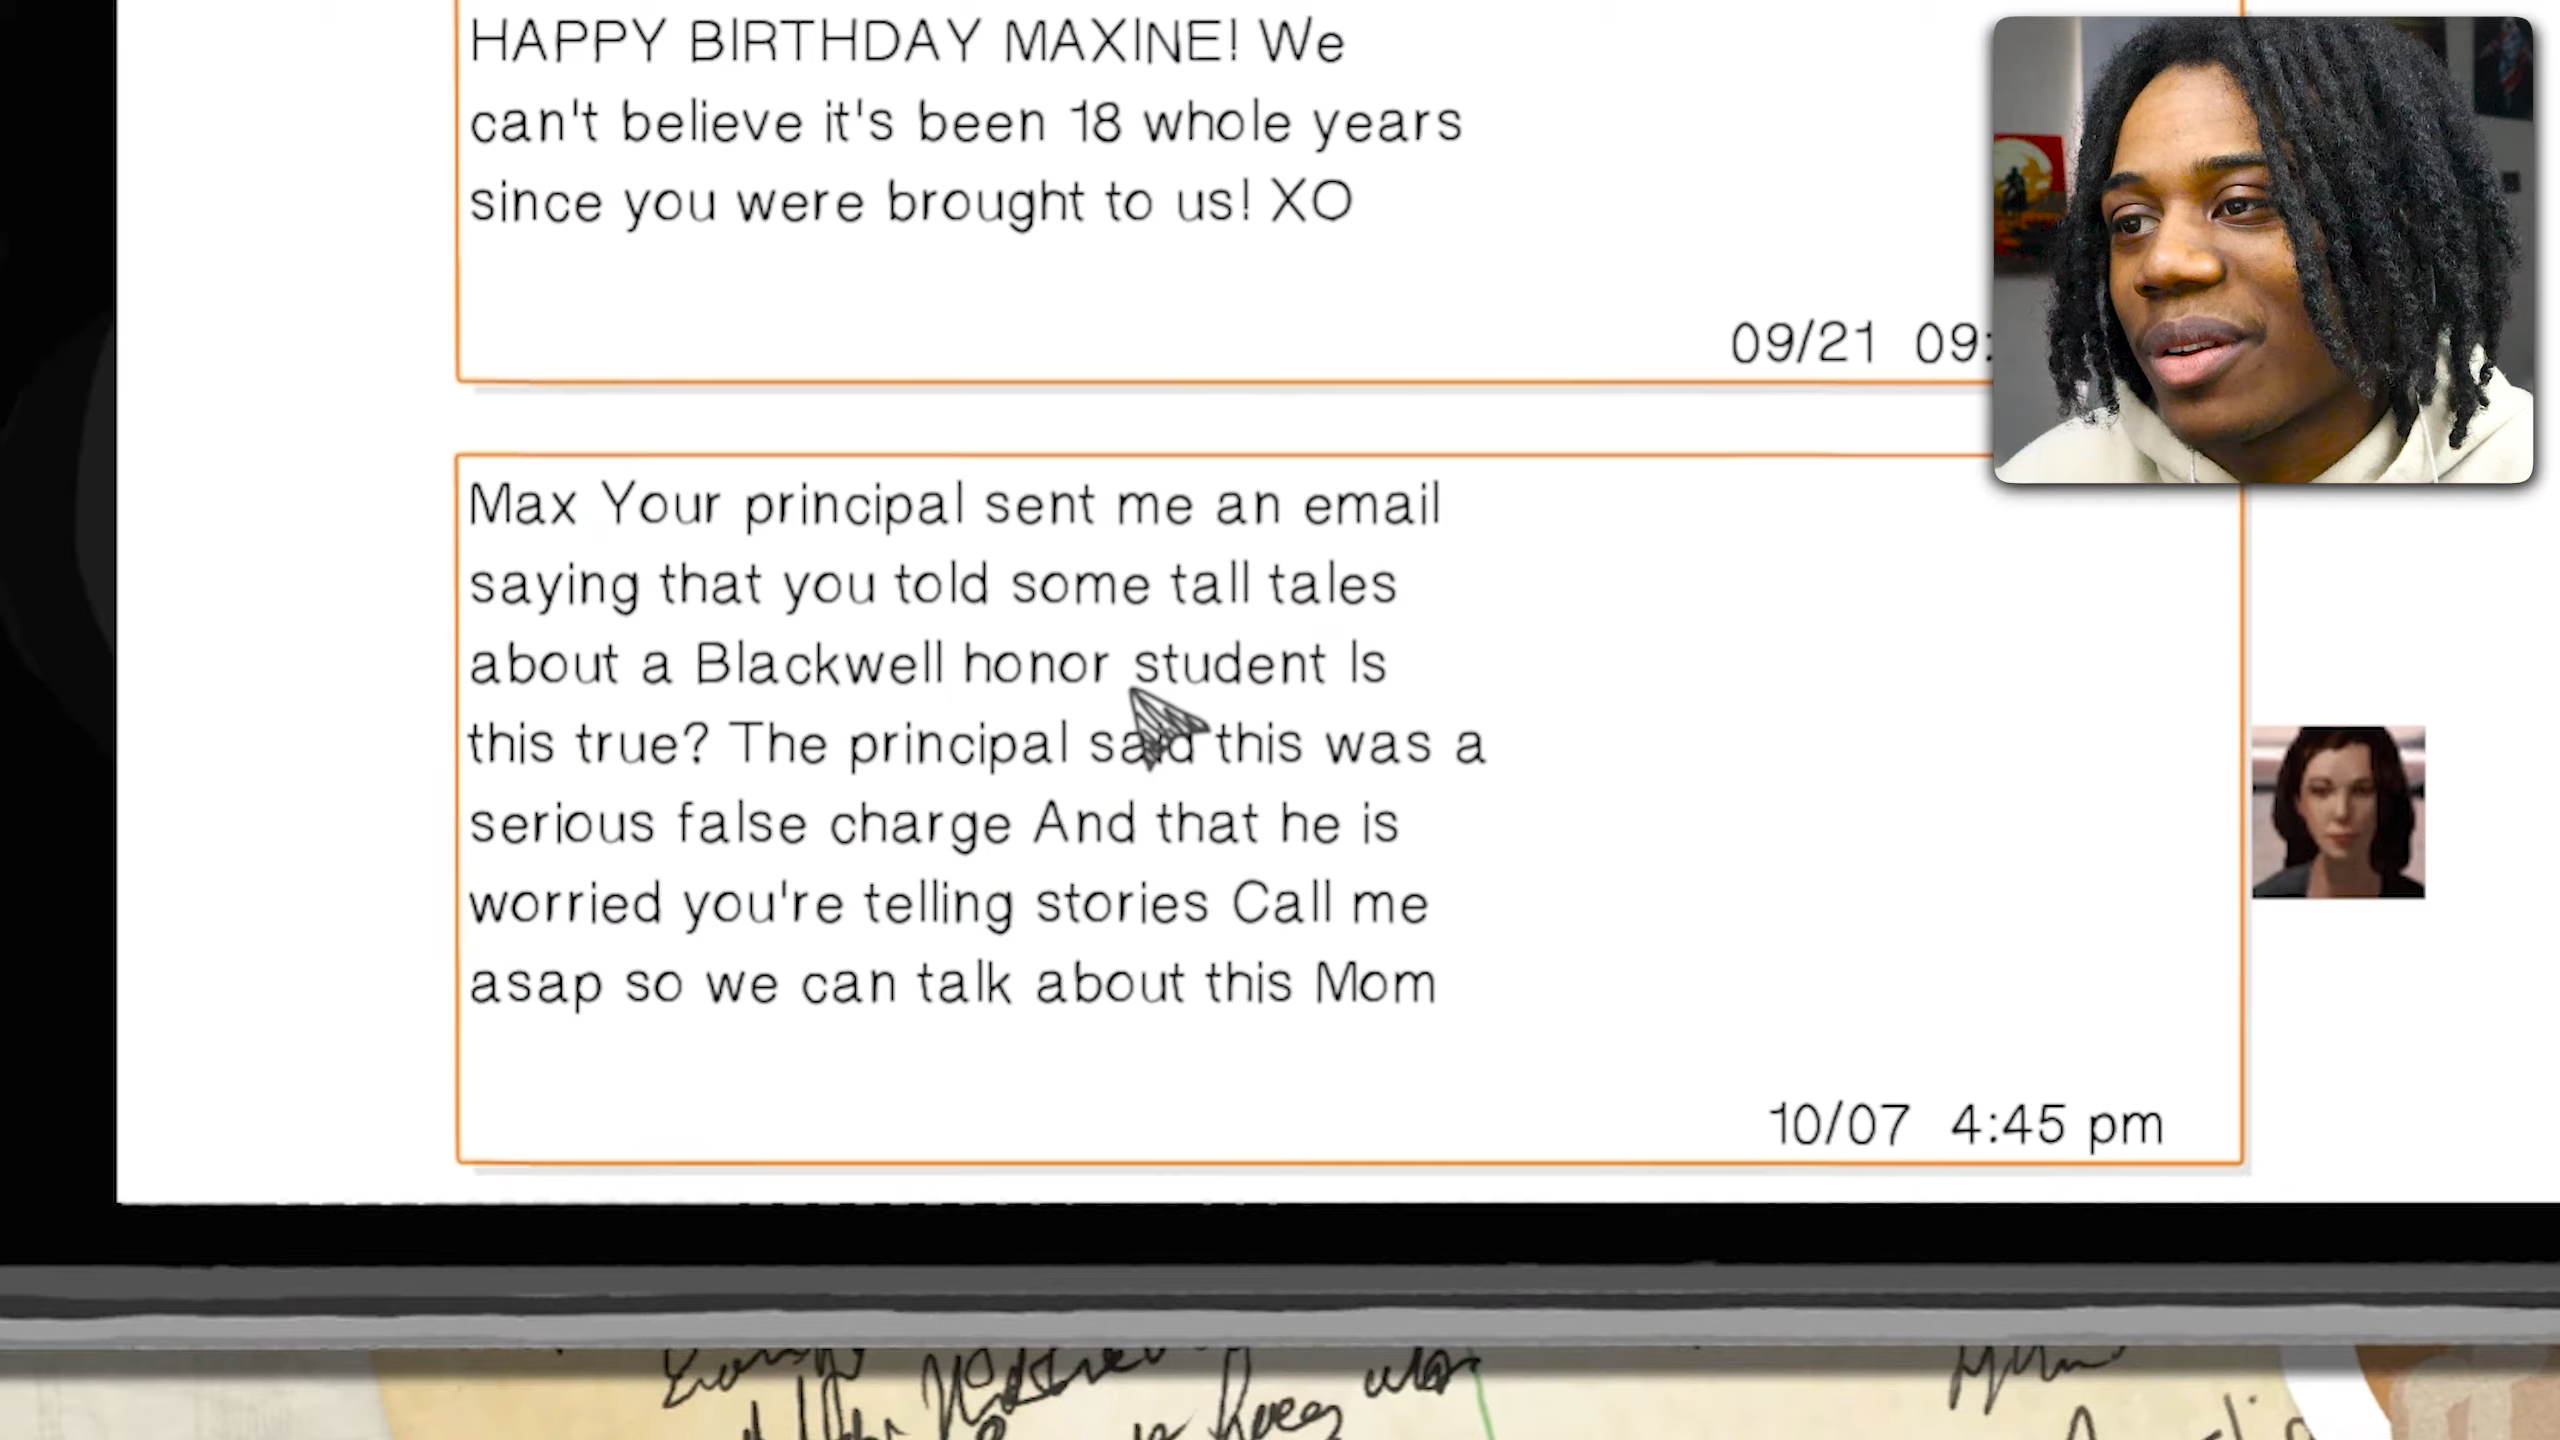 HAPPY BIRTHDAY MAXINE! We
can't believe it's been 18 whole years
since you were brought to us! XO
09/21 09:
Max Your principal sent me an email
saying that you told some tall tales
about a Blackwell honor student Is
this true? The principal said this was a
serious false charge And that he is
worried you're telling stories Call me
asap so we can talk about this Mom
10/07 4:45 pm